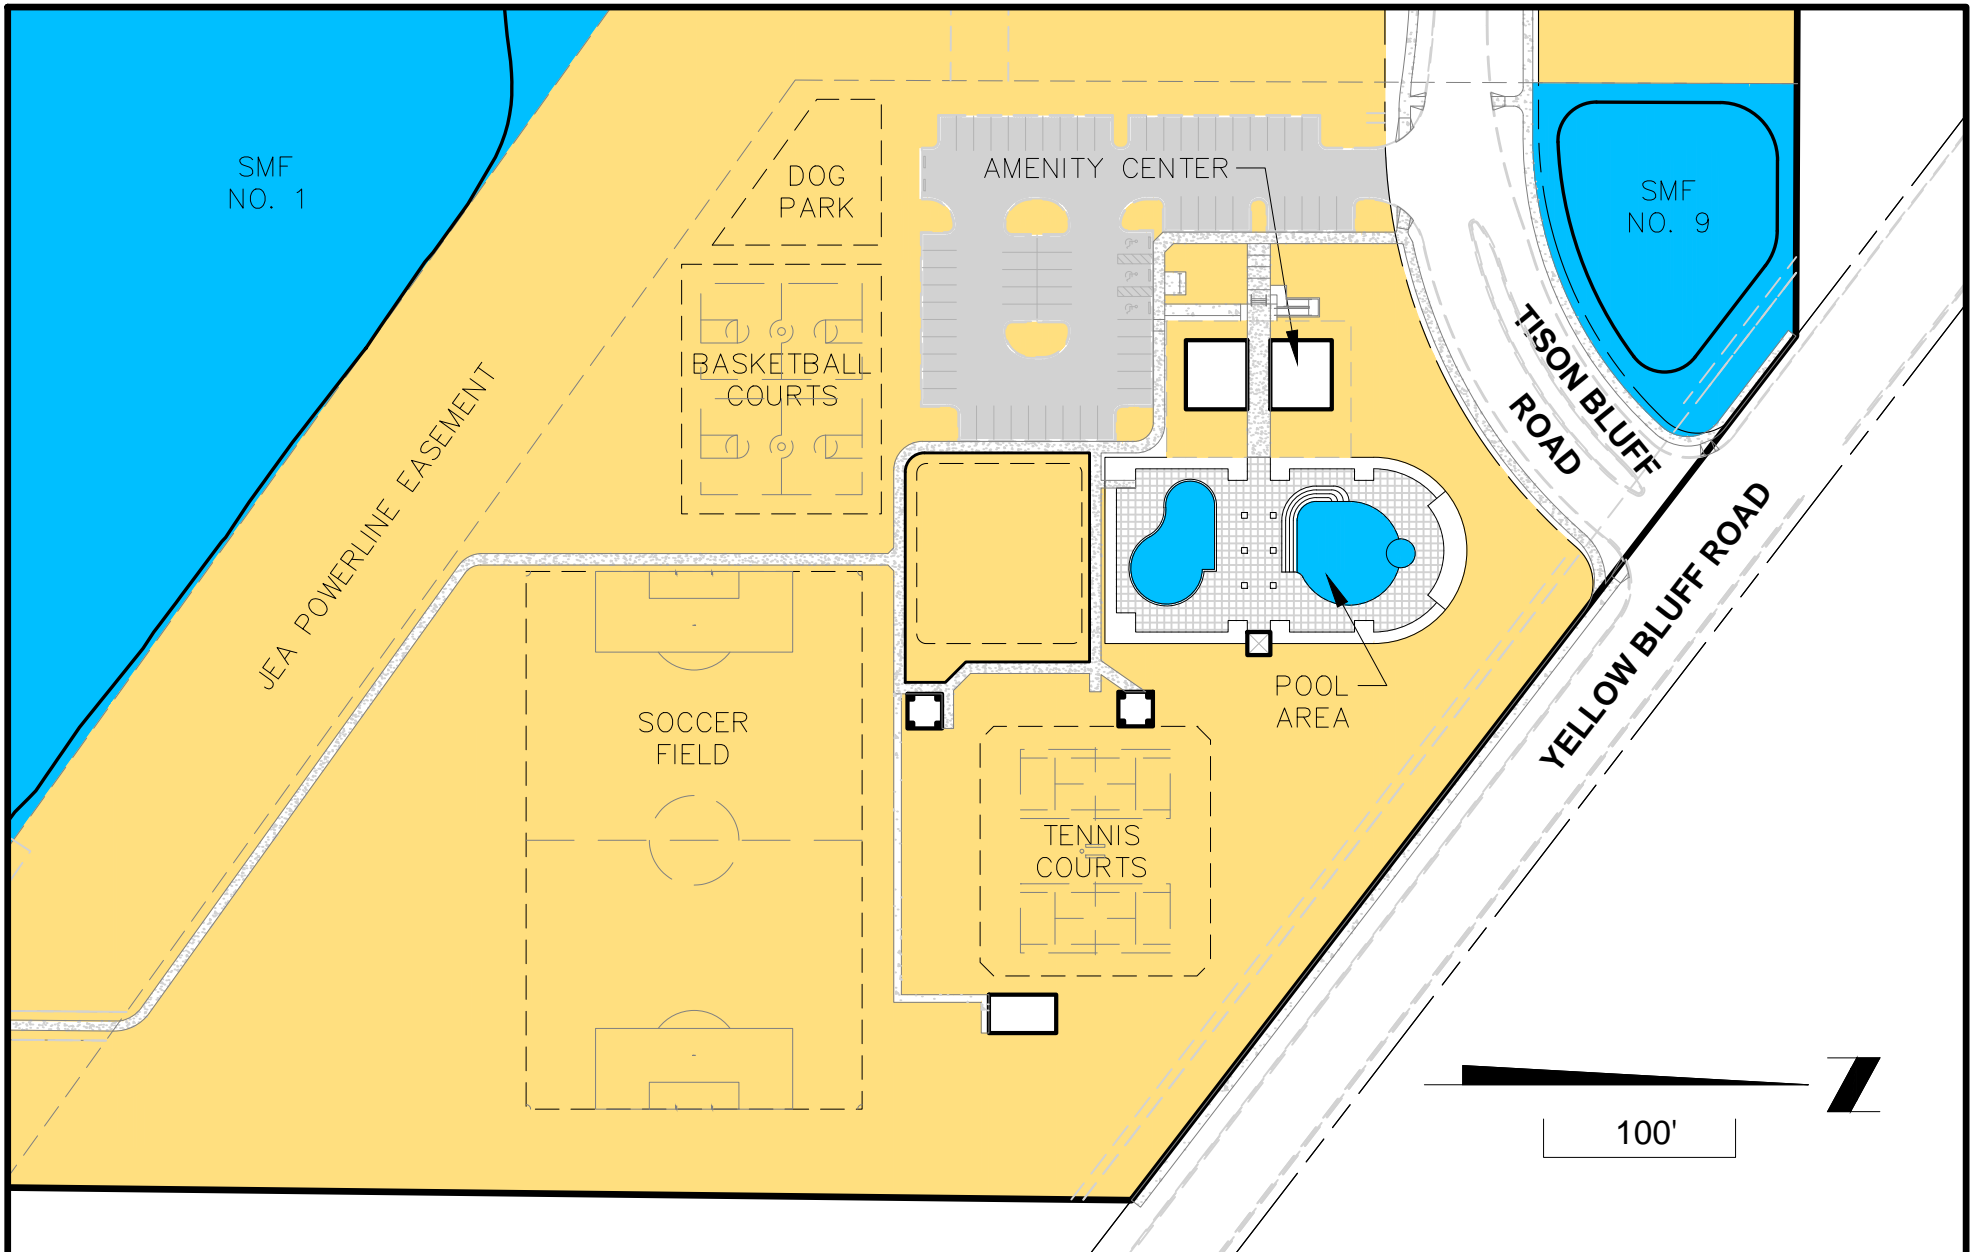 SMF
NO. 1
DOG
PARK
AMENITY CENTER
SMF
NO. 9
BASKETBALL
COURTS
TISON BLUFF
ROAD
JEA POWERLINE EASEMENT
YELLOW BLUFF ROAD
POOL
AREA
SOCCER
FIELD
TENNIS
COURTS
Z
100'